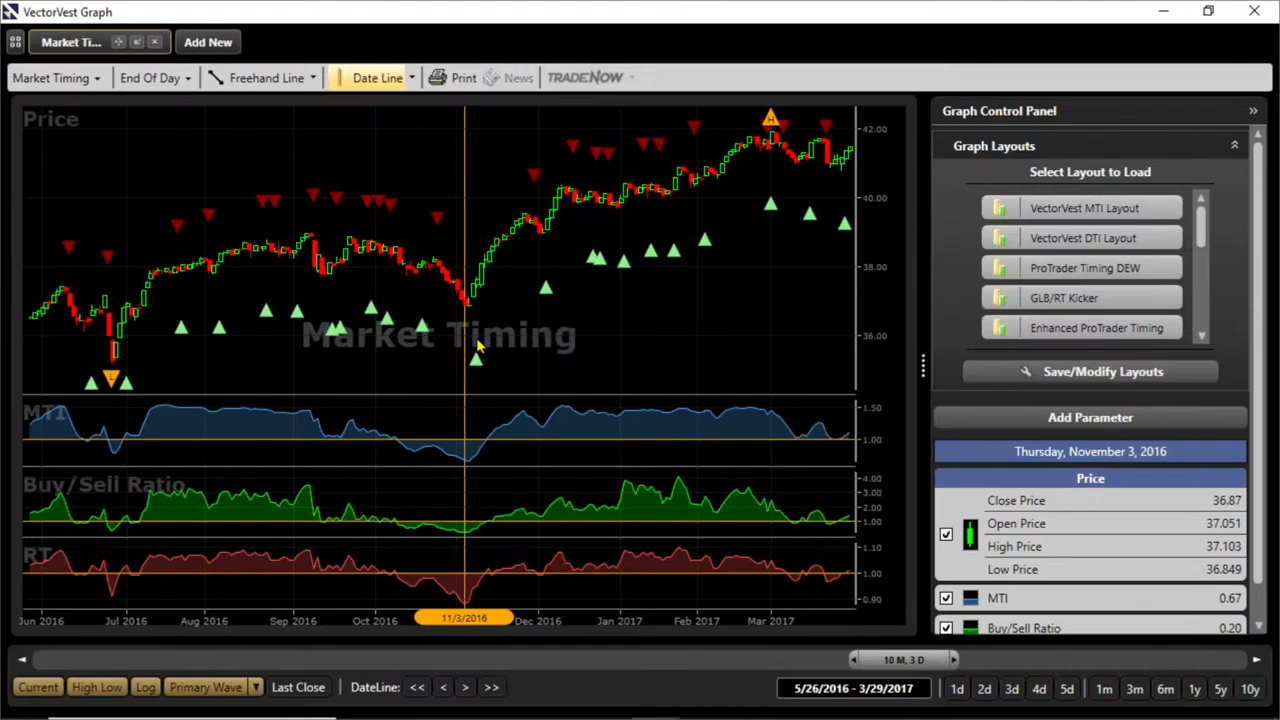 VectorVest Graph
Market Ti...
Add New
Market Timing
End Of Day
Freehand Line
Date Line
Print
News
TRADENOW
Price
42.00
40.00
38.00
36.00
H
L
Market Timing
MTI
1.50
1.00
Buy/Sell Ratio
4.00
3.00
2.00
1.00
RT
1.10
1.00
0.90
Jun 2016
Jul 2016
Aug 2016
Sep 2016
Oct 2016
11/3/2016
Dec 2016
Jan 2017
Feb 2017
Mar 2017
Graph Control Panel
Graph Layouts
Select Layout to Load
VectorVest MTI Layout
VectorVest DTI Layout
ProTrader Timing DEW
GLB/RT Kicker
Enhanced ProTrader Timing
Save/Modify Layouts
Add Parameter
Thursday, November 3, 2016
Price
Close Price 36.87
Open Price 37.051
High Price 37.103
Low Price 36.849
MTI 0.67
Buy/Sell Ratio 0.20
10 M, 3 D
Current
High Low
Log
Primary Wave
Last Close
DateLine: << < > >>
5/26/2016 - 3/29/2017
1d 2d 3d 4d 5d 1m 3m 6m 1y 5y 10y